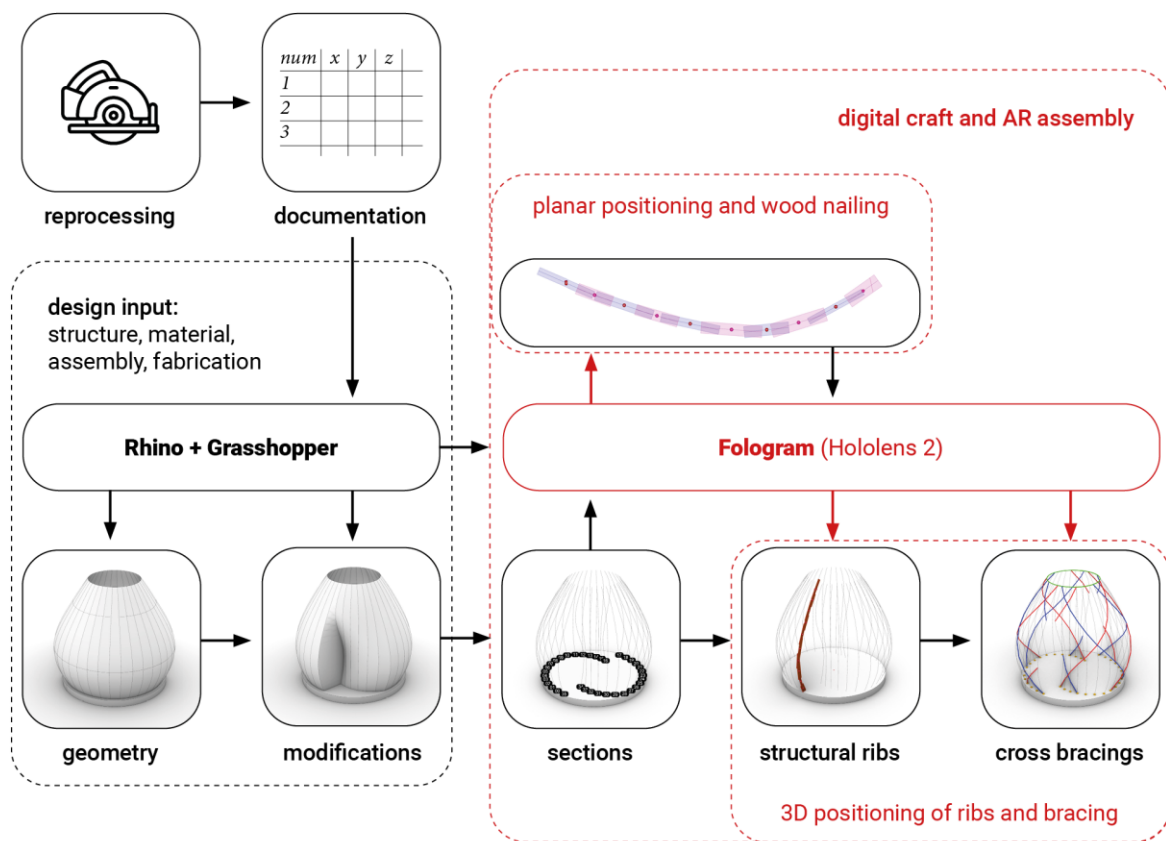 num x y z
1
2
3
reprocessing
documentation
digital craft and AR assembly
planar positioning and wood nailing
design input:
structure, material,
assembly, fabrication
Rhino + Grasshopper
Fologram (Hololens 2)
geometry
modifications
sections
structural ribs
cross bracings
3D positioning of ribs and bracing